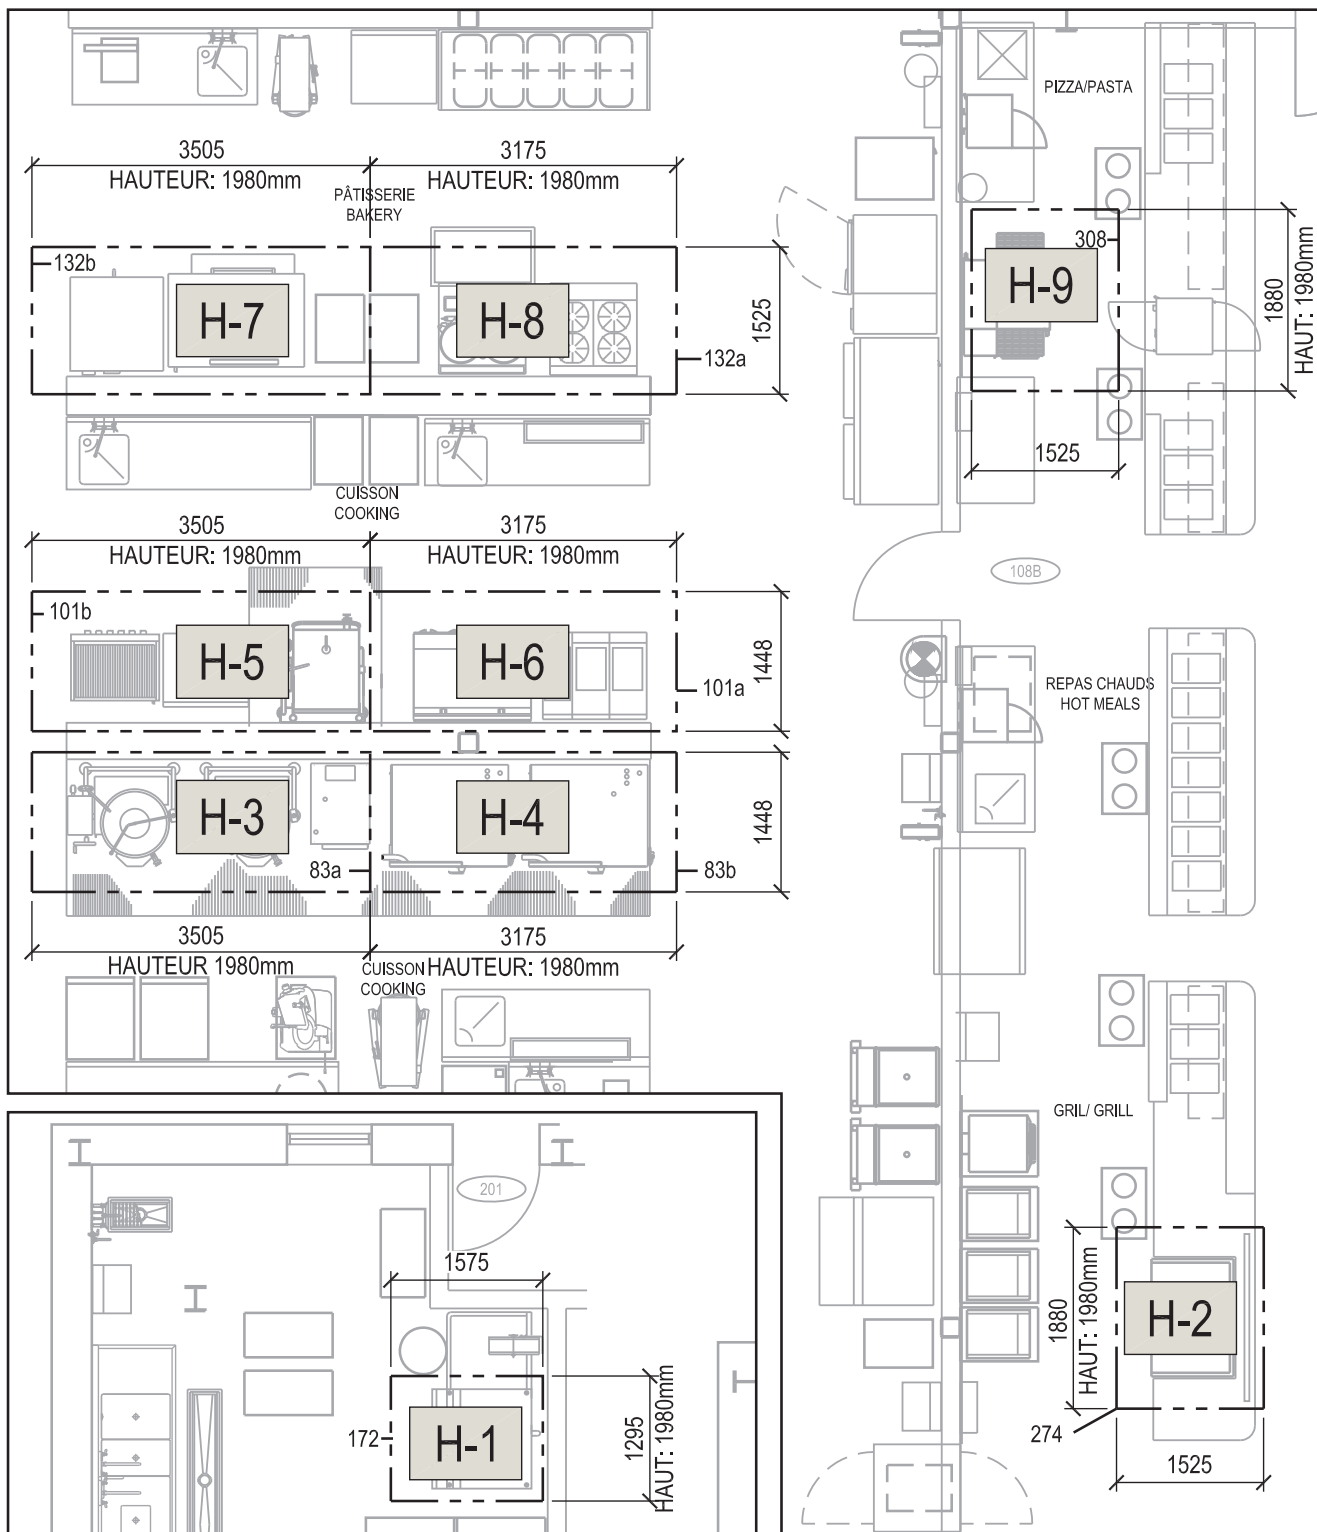 PIZZA/PASTA
3505
3175
HAUTEUR: 1980mm
HAUTEUR: 1980mm
PÂTISSERIE
BAKERY
132b
H-7
H-8
132a
1525
308
H-9
1880
HAUT: 1980mm
1525
CUISSON
COOKING
3505
3175
HAUTEUR: 1980mm
HAUTEUR: 1980mm
108B
101b
H-5
H-6
101a
1448
REPAS CHAUDS
HOT MEALS
H-3
H-4
83a
83b
1448
3505
3175
HAUTEUR 1980mm
HAUTEUR: 1980mm
CUISSON
COOKING
GRIL/ GRILL
201
1575
H-1
172
1295
HAUT: 1980mm
1880
HAUT: 1980mm
H-2
274
1525